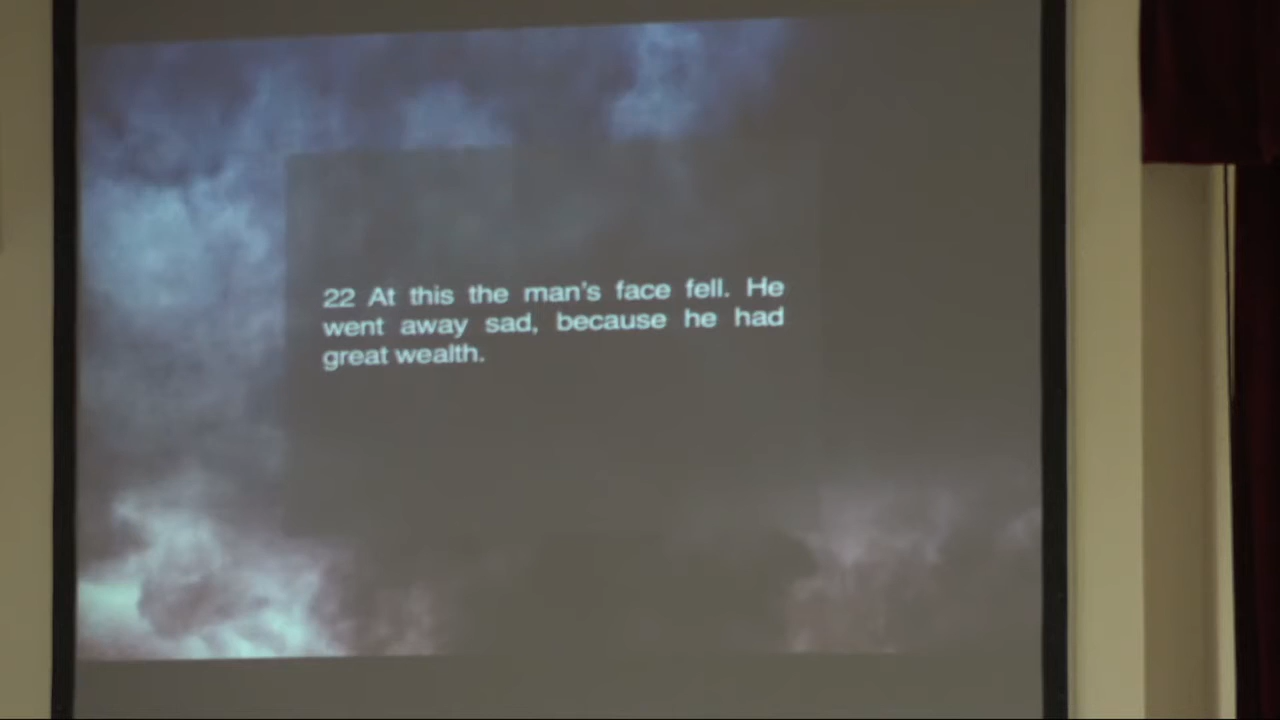 22 At this the man's face fell. He
went away sad, because he had
great wealth.